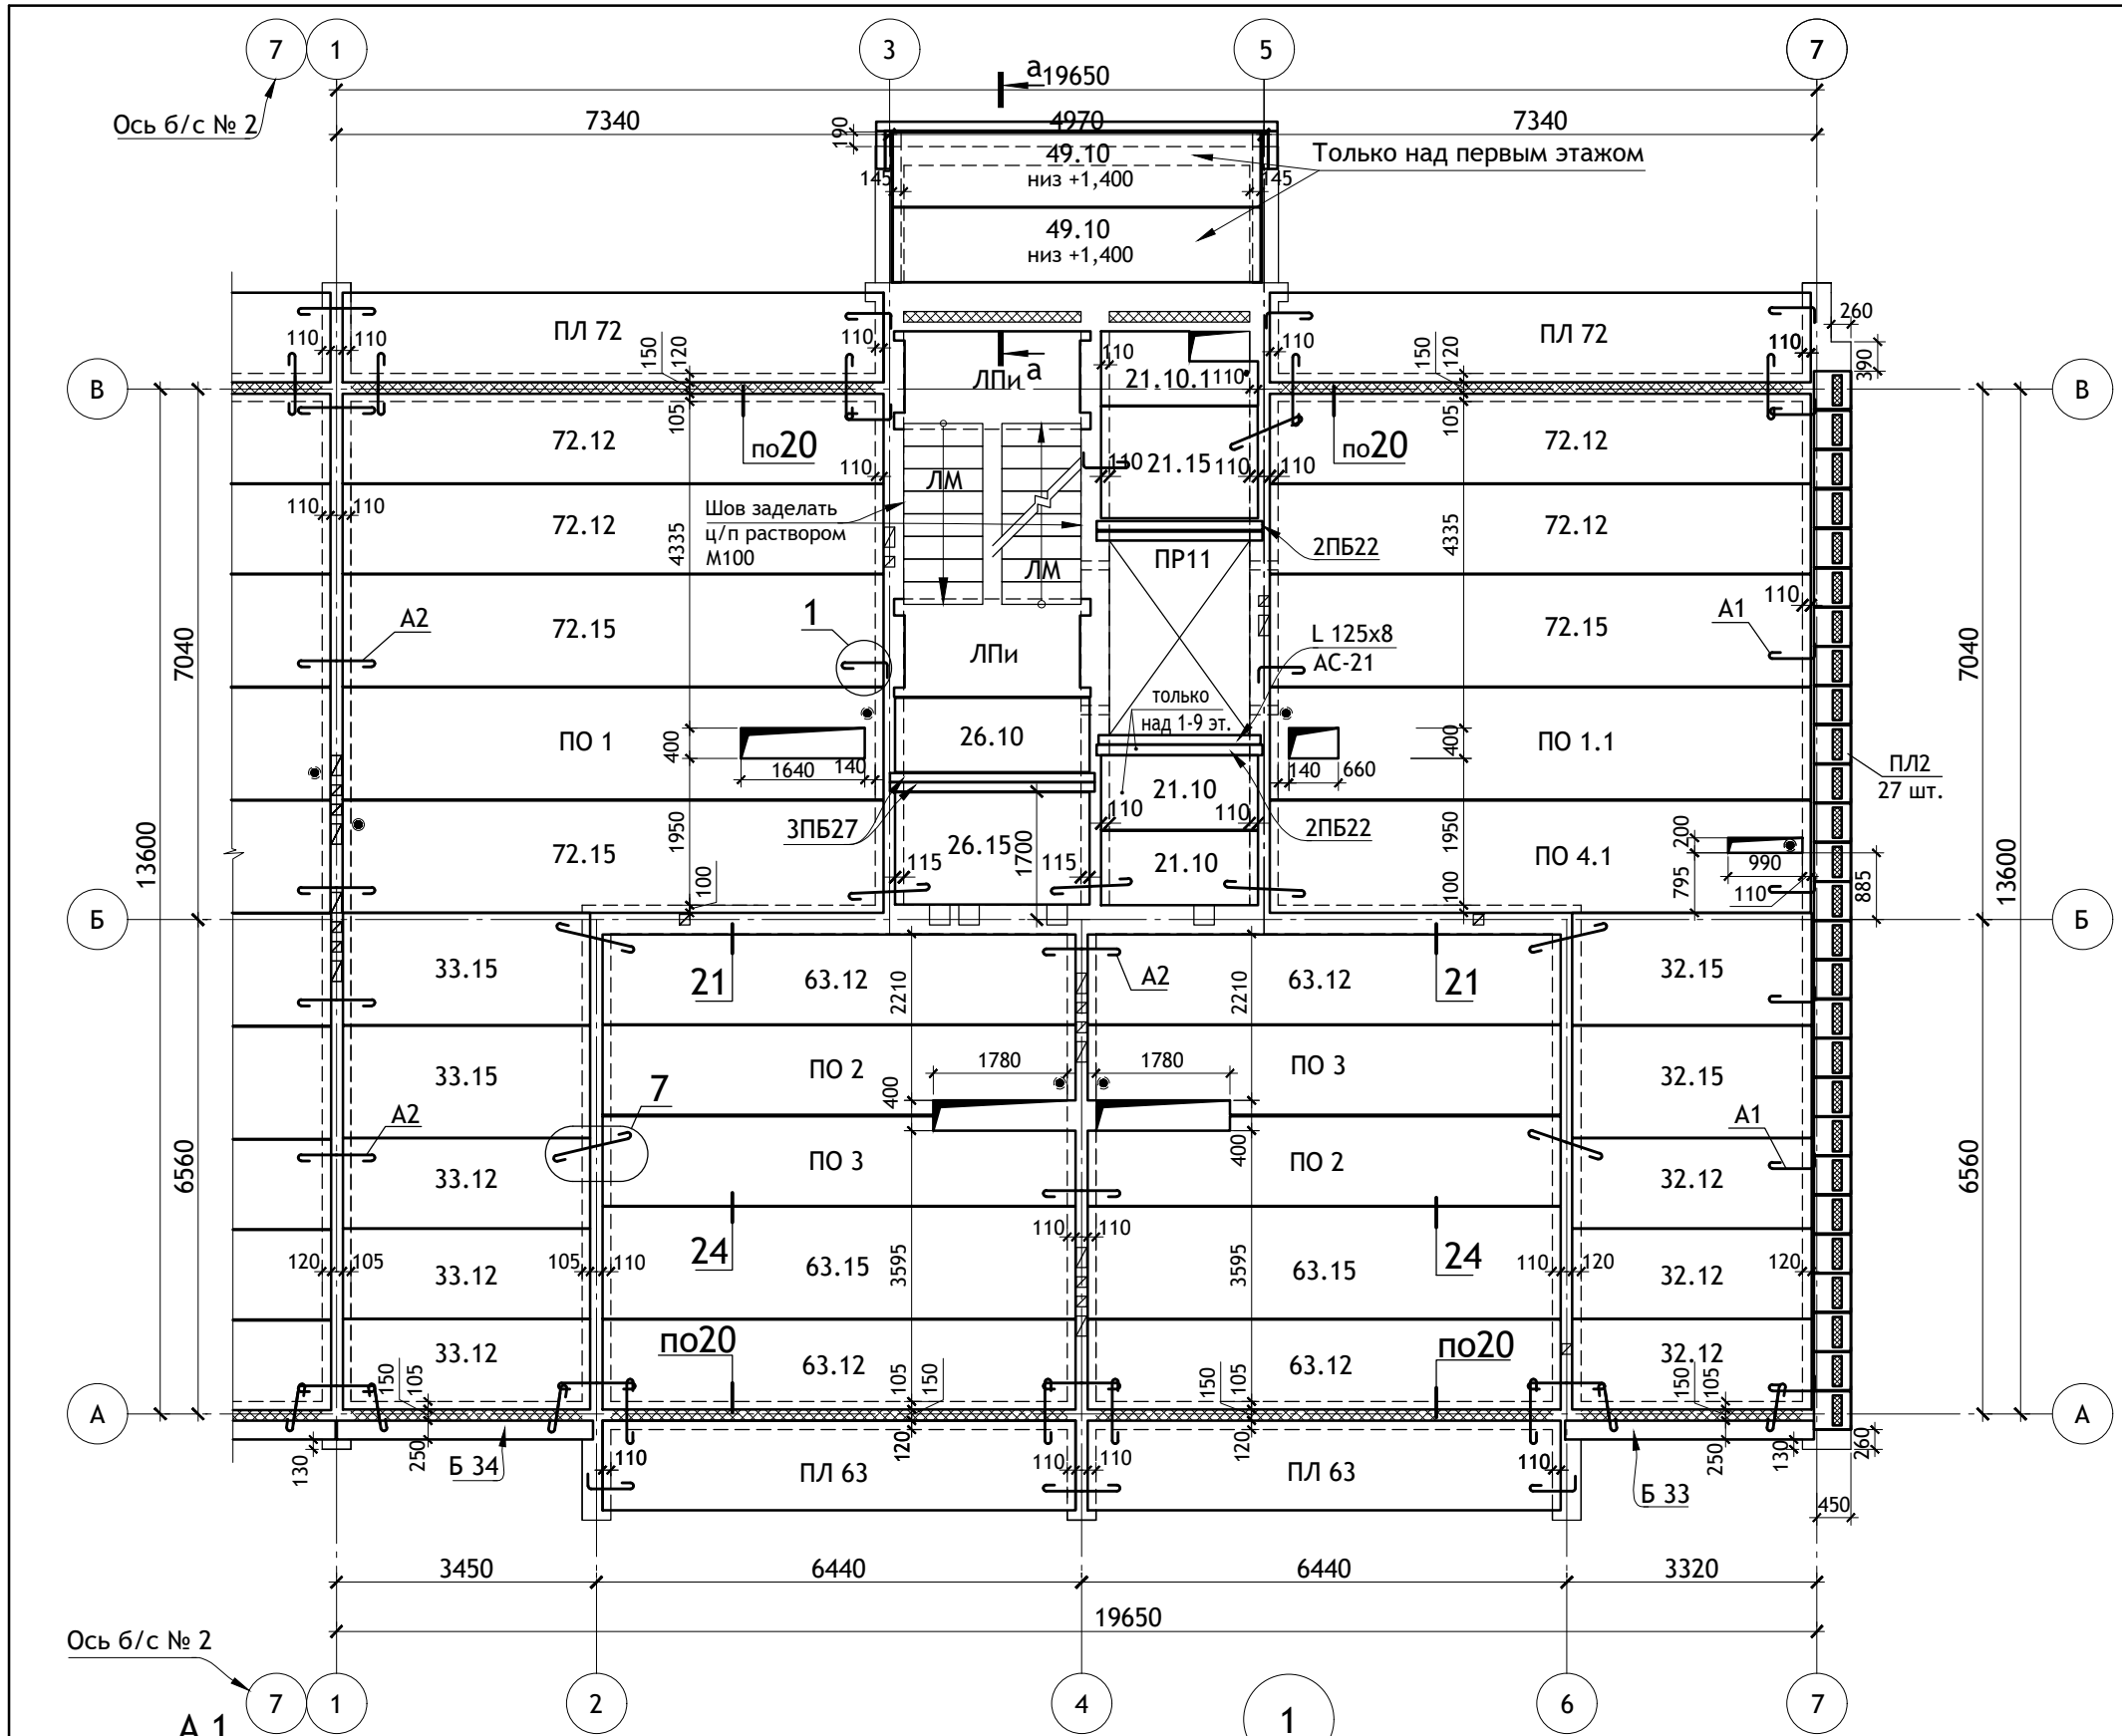 7 1 3 5 7
а 19650
Ось б/с № 2
7340 4970 7340
190
49.10
низ +1,400
Только над первым этажом
145 145
49.10
низ +1,400
260
ПЛ 72 ПЛ 72
110 110 110 110 110 110
150 120 150 120
390
ЛПи а 21.10.1 110
В В
105 105
72.12 по20 21.15 по20 72.12
110 110 110 110
ЛМ
110 110
Шов заделать
ц/п раствором
М100
72.12 72.12
4335 4335
2ПБ22
ПР11
ЛМ
110
А2 1 А1
72.15 72.15
L 125х8
АС-21
ЛПи
7040 7040
только
над 1-9 эт.
ПО 1 26.10 ПО 1.1
400 400
1640 140 140 660
ПЛ2
27 шт.
21.10
110 110
3ПБ27 2ПБ22
13600 13600
72.15 1950 26.15 1700 21.10 1950 ПО 4.1
200
990
795 885
110
115 115
100 100
Б Б
33.15 21 63.12 2210 А2 2210 63.12 21 32.15
33.15 ПО 2 1780 1780 ПО 3 32.15
7
400
А2 А1
400
6560 6560
33.12 ПО 3 ПО 2 32.12
110 110
24 24
120 105 105 110 110 120 120
33.12 63.15 3595 3595 63.15 32.12
по20 по20
33.12 63.12 63.12 32.12
150 105 105 150 150 105 150 105
А А
130 250 Б 34 110 120 110 110 120 110 250 130 260
ПЛ 63 ПЛ 63
Б 33
450
3450 6440 6440 3320
19650
Ось б/с № 2
7 1 2 4 6 7
А 1 1